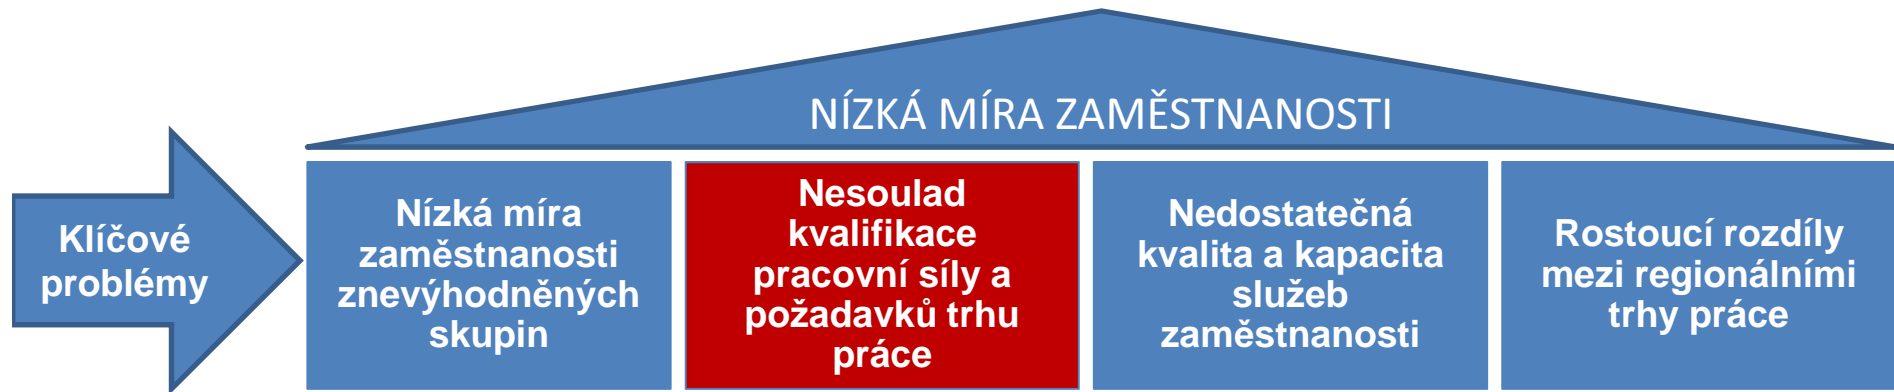 NÍZKÁ MÍRA ZAMĚSTNANOSTI
Klíčové
problémy
Nízká míra
zaměstnanosti
znevýhodněných
skupin
Nesoulad
kvalifikace
pracovní síly a
požadavků trhu
práce
Nedostatečná
kvalita a kapacita
služeb
zaměstnanosti
Rostoucí rozdíly
mezi regionálními
trhy práce